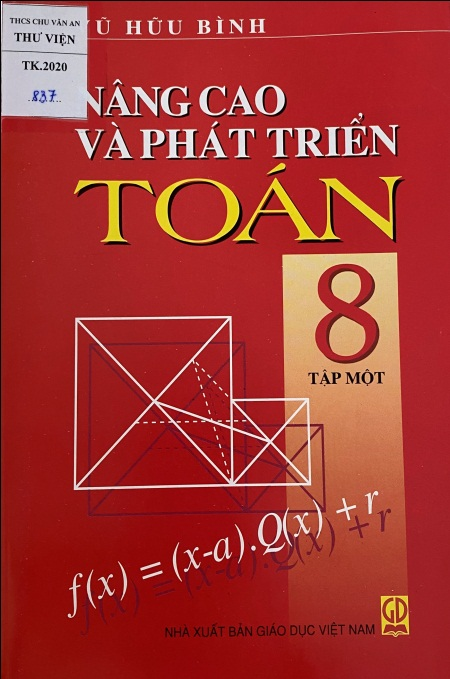 THCS CHU VĂN AN
THƯ VIỆN
TK.2020
837
VŨ HỮU BÌNH
NÂNG CAO
VÀ PHÁT TRIỂN
TOÁN
8
TẬP MỘT
f(x) = (x-a).Q(x) + r
NHÀ XUẤT BẢN GIÁO DỤC VIỆT NAM
GD